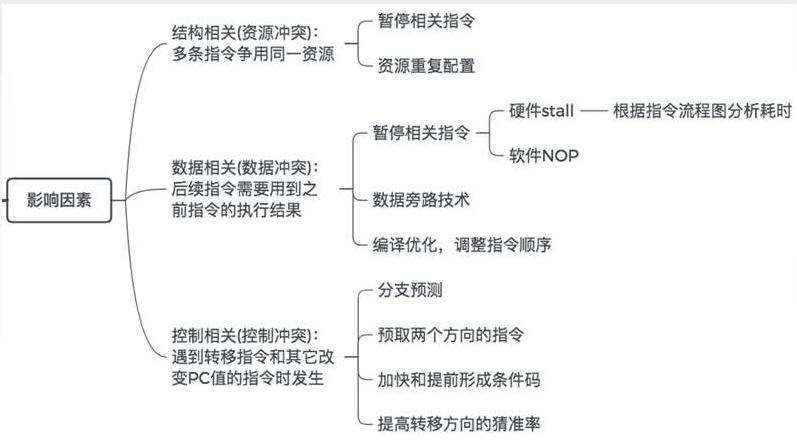 影响因素
结构相关(资源冲突):
多条指令争用同一资源
暂停相关指令
资源重复配置
数据相关(数据冲突):
后续指令需要用到之
前指令的执行结果
暂停相关指令
硬件stall
根据指令流程图分析耗时
软件NOP
数据旁路技术
编译优化，调整指令顺序
控制相关(控制冲突):
遇到转移指令和其它改
变PC值的指令时发生
分支预测
预取两个方向的指令
加快和提前形成条件码
提高转移方向的猜准率